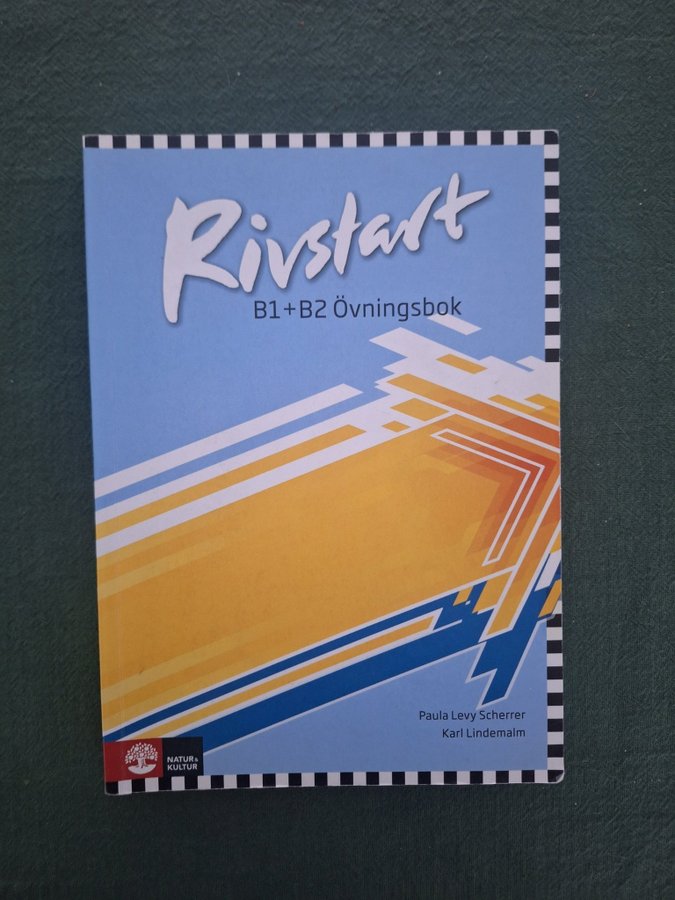 Rivstart
B1+B2 Övningsbok
Paula Levy Scherrer
Karl Lindemalm
NATUR &
KULTUR